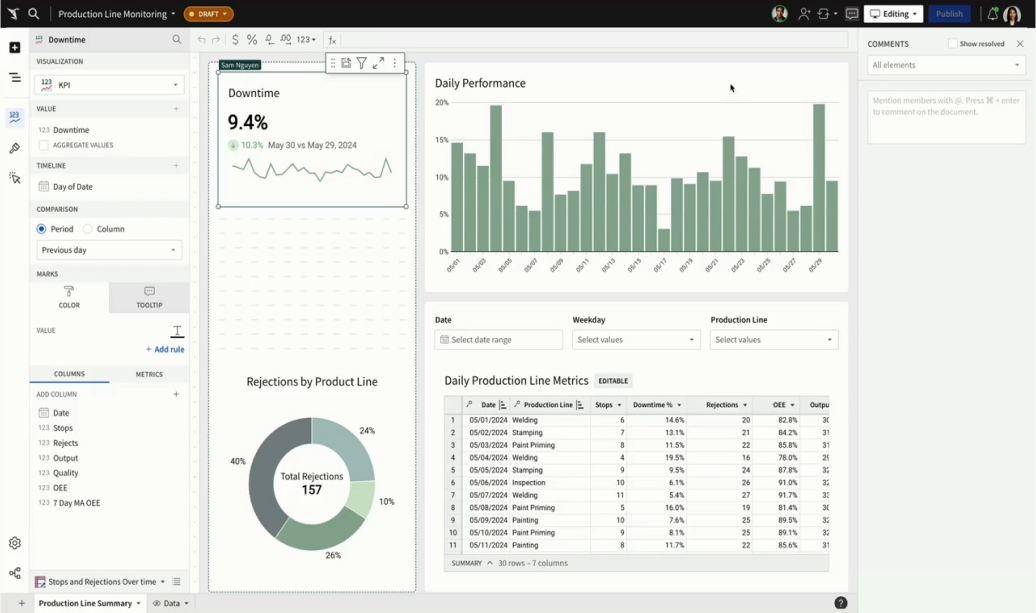 Production Line Monitoring
DRAFT
Editing
Publish
Downtime
VISUALIZATION
123 KPI
VALUE
123 Downtime
AGGREGATE VALUES
TIMELINE
Day of Date
COMPARISON
Period
Column
Previous day
MARKS
COLOR
TOOLTIP
VALUE
+ Add rule
COLUMNS
METRICS
ADD COLUMN
Date
123 Stops
123 Rejects
123 Output
123 Quality
123 OEE
123 7 Day MA OEE
Stops and Rejections Over time
Production Line Summary
Data
$ % .0 .00 123
fx
Sam Nguyen
Downtime
9.4%
10.3% May 30 vs May 29, 2024
Rejections by Product Line
24%
40%
Total Rejections
157
10%
26%
Daily Performance
20%
15%
10%
5%
0%
05/01 05/03 05/05 05/07 05/09 05/11 05/13 05/15 05/17 05/19 05/21 05/23 05/25 05/27 05/29
Date
Weekday
Production Line
Select date range
Select values
Select values
Daily Production Line Metrics
EDITABLE
Date Production Line Stops Downtime % Rejections OEE Outpu
1 05/01/2024 Welding 6 14.6% 20 82.8% 30
2 05/02/2024 Stamping 7 13.1% 21 84.2% 31
3 05/03/2024 Paint Priming 8 11.5% 22 85.8% 31
4 05/04/2024 Welding 4 19.5% 16 78.0% 29
5 05/05/2024 Stamping 9 9.5% 24 87.8% 32
6 05/06/2024 Inspection 10 6.1% 26 91.0% 32
7 05/07/2024 Welding 11 5.4% 27 91.7% 33
8 05/08/2024 Paint Priming 5 16.0% 19 81.4% 30
9 05/09/2024 Painting 10 7.6% 25 89.5% 32
10 05/10/2024 Paint Priming 9 8.1% 25 89.1% 32
11 05/11/2024 Painting 8 11.7% 22 85.6% 31
SUMMARY 30 rows – 7 columns
COMMENTS
Show resolved
All elements
Mention members with @. Press ⌘ + enter
to comment on the document.